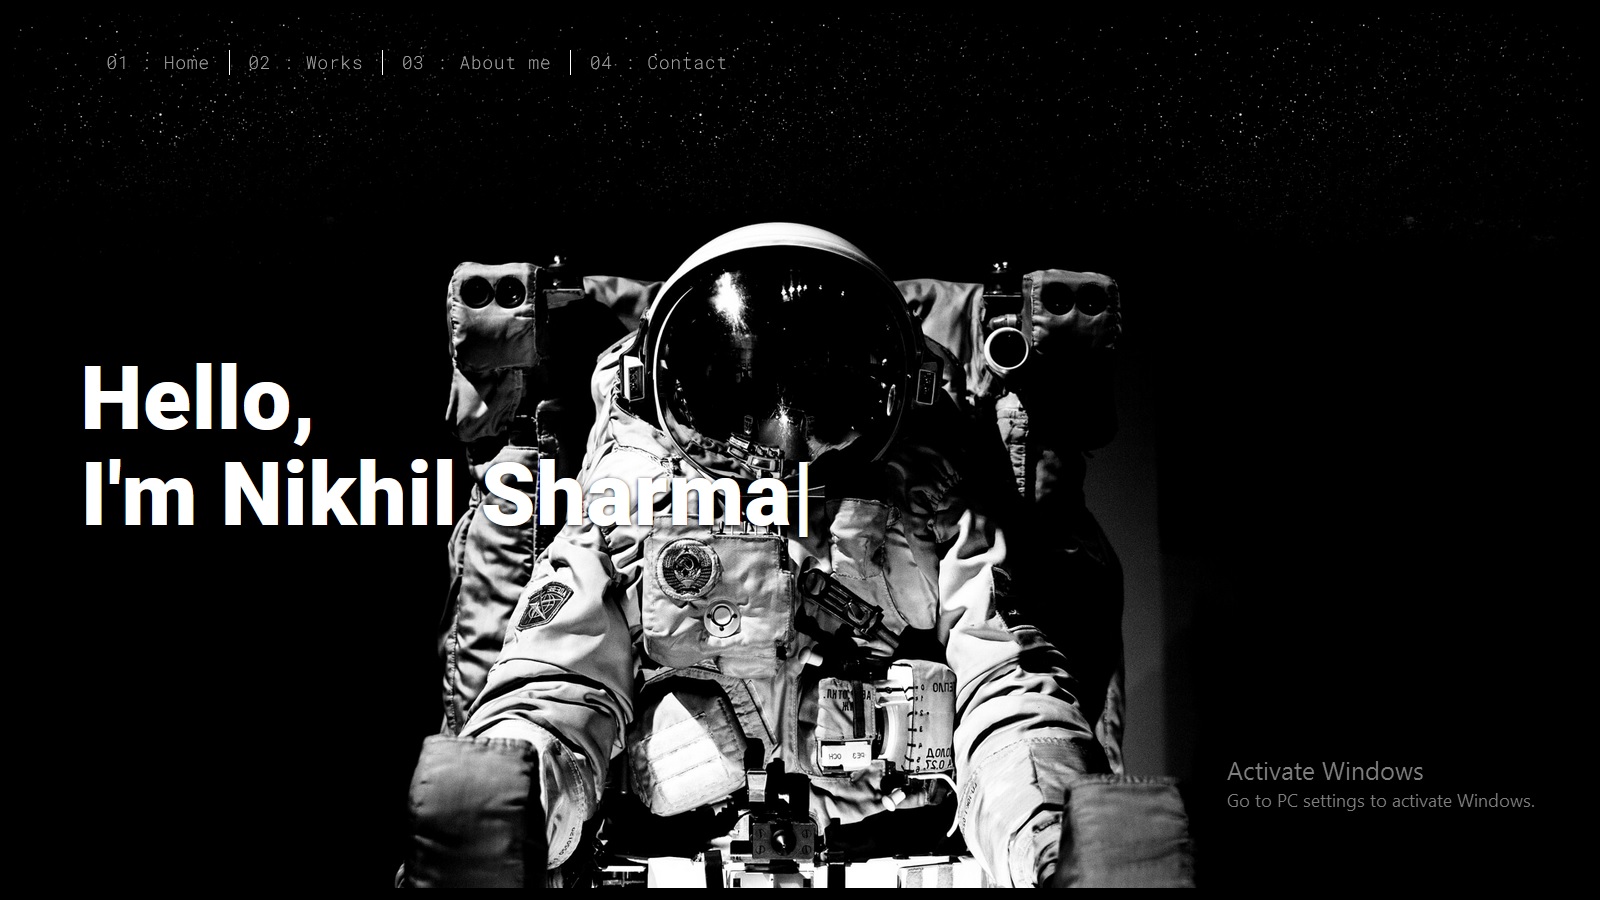 01 : Home | 02 : Works | 03 : About me | 04 : Contact
Hello,
I'm Nikhil Sharma|
Activate Windows
Go to PC settings to activate Windows.